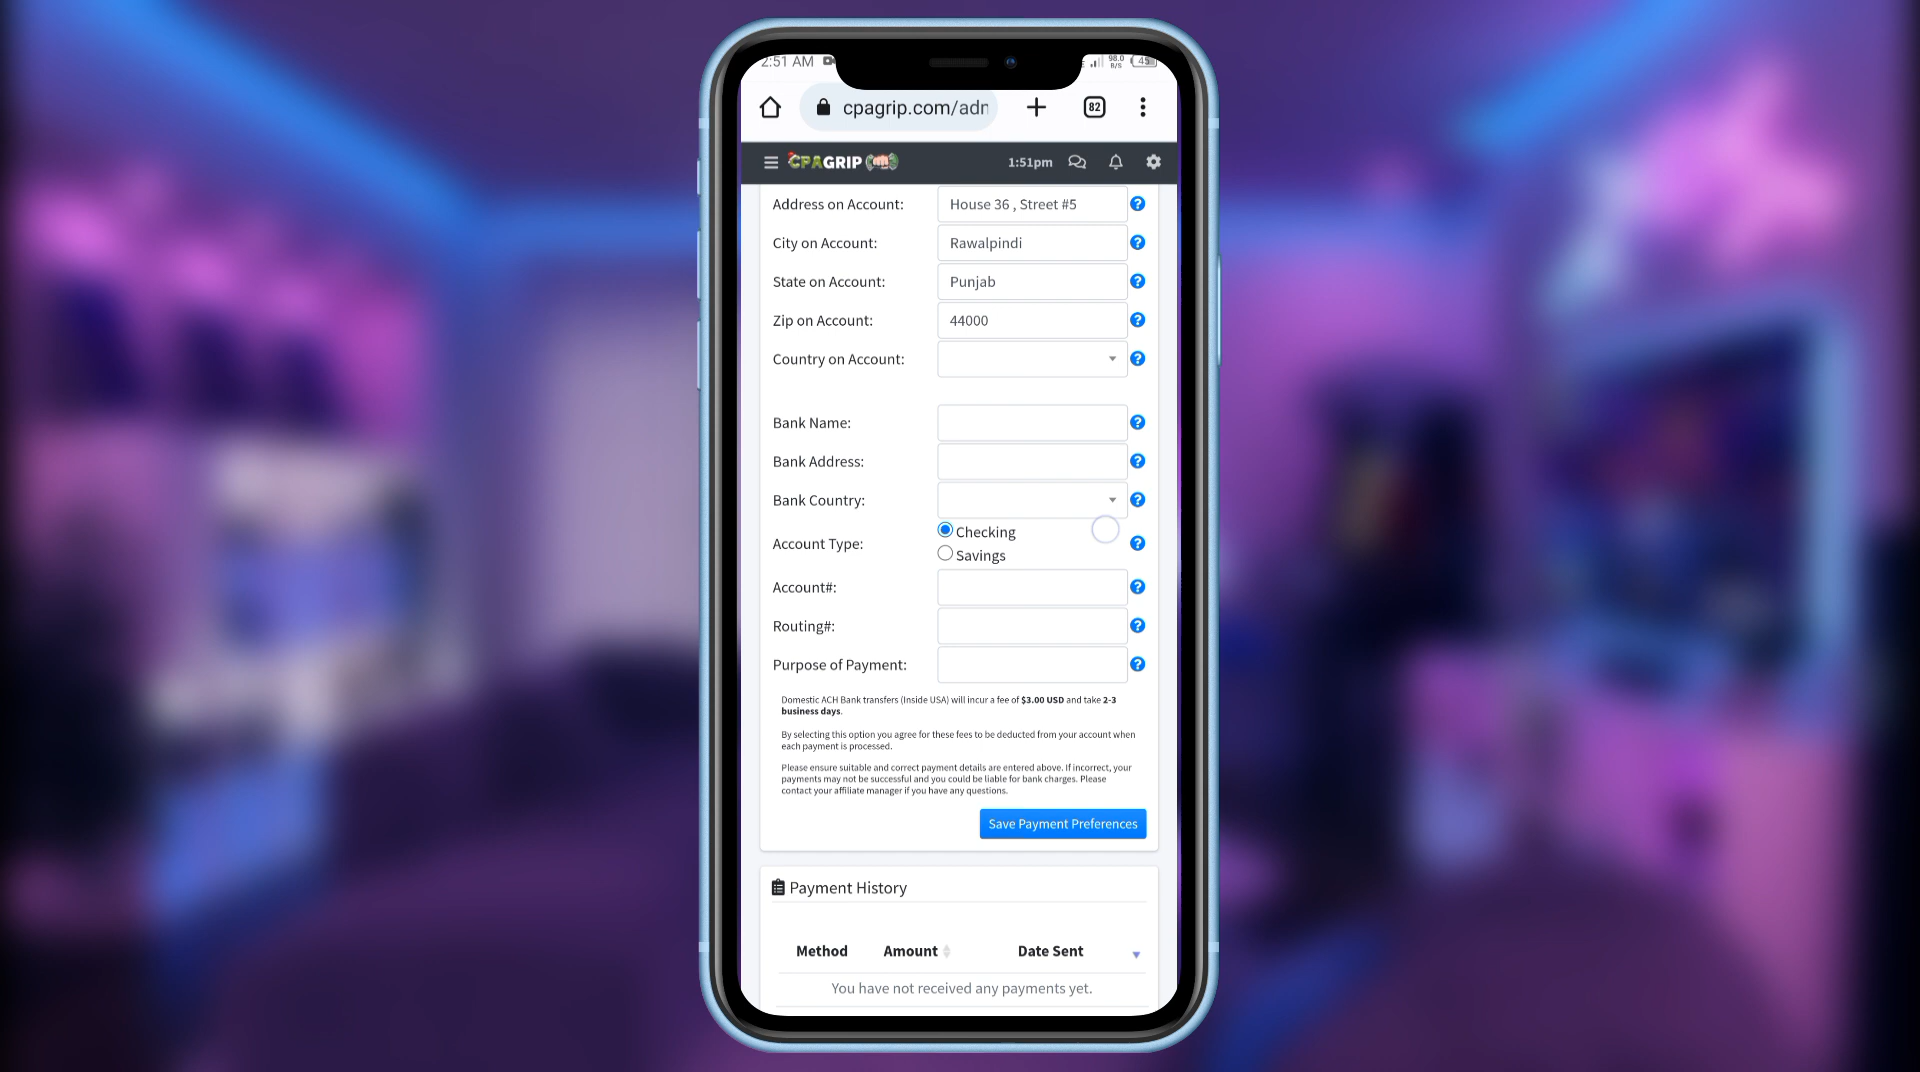 2:51 AM
98.0
B/S
45
cpagrip.com/adn
82
CPAGRIP
1:51pm
Address on Account: House 36 , Street #5
City on Account: Rawalpindi
State on Account: Punjab
Zip on Account: 44000
Country on Account:
Bank Name:
Bank Address:
Bank Country:
Checking
Account Type:
Savings
Account#:
Routing#:
Purpose of Payment:
Domestic ACH Bank transfers (Inside USA) will incur a fee of $3.00 USD and take 2-3
business days.
By selecting this option you agree for these fees to be deducted from your account when
each payment is processed.
Please ensure suitable and correct payment details are entered above. If incorrect, your
payments may not be successful and you could be liable for bank charges. Please
contact your affiliate manager if you have any questions.
Save Payment Preferences
Payment History
Method Amount Date Sent
You have not received any payments yet.